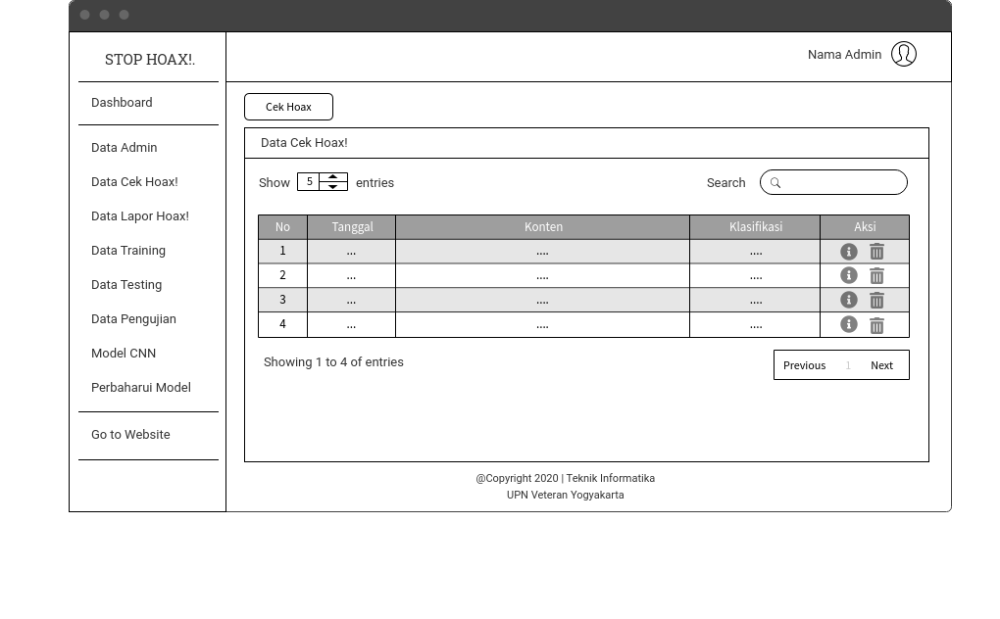 STOP HOAX!.
Nama Admin
Dashboard
Data Admin
Data Cek Hoax!
Data Lapor Hoax!
Data Training
Data Testing
Data Pengujian
Model CNN
Perbaharui Model
Go to Website
Cek Hoax
Data Cek Hoax!
Show 5 entries Search
No Tanggal Konten Klasifikasi Aksi
1 ... .... ....
2 ... .... ....
3 ... .... ....
4 ... .... ....
Showing 1 to 4 of entries Previous 1 Next
@Copyright 2020 | Teknik Informatika
UPN Veteran Yogyakarta